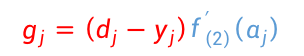 g_j = (d_j − y_j) f'_{(2)}(a_j)